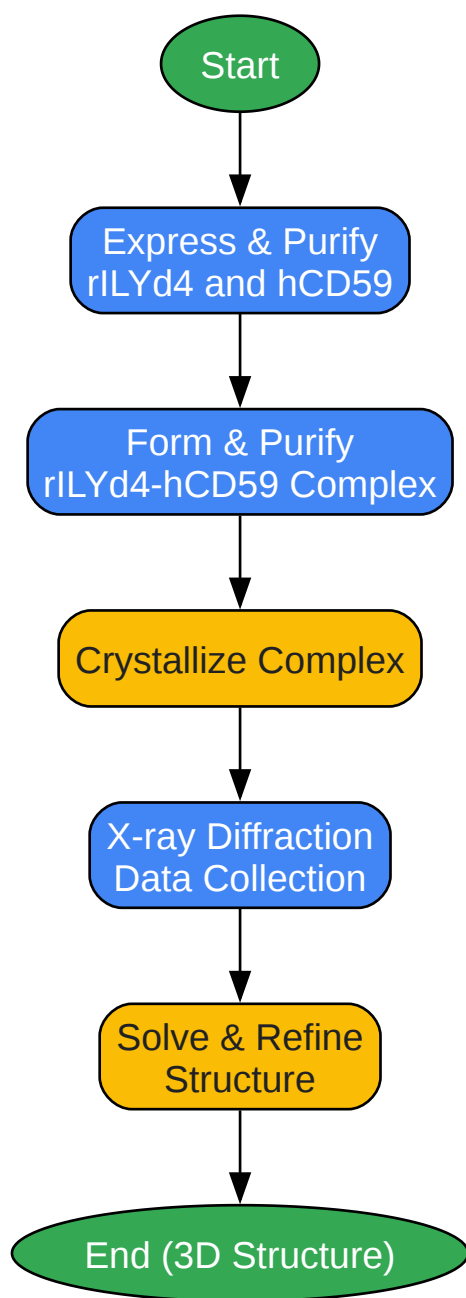 Start
Express & Purify
rILYd4 and hCD59
Form & Purify
rILYd4-hCD59 Complex
Crystallize Complex
X-ray Diffraction
Data Collection
Solve & Refine
Structure
End (3D Structure)